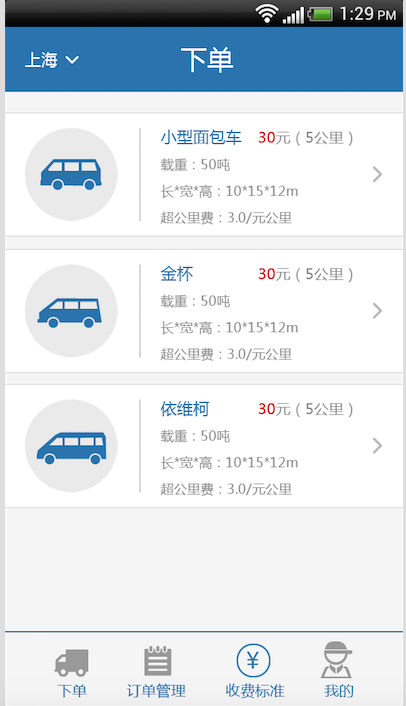 1:29 PM
上海 下单
小型面包车 30元（5公里）
载重：50吨
长*宽*高：10*15*12m
超公里费：3.0/元公里
金杯 30元（5公里）
载重：50吨
长*宽*高：10*15*12m
超公里费：3.0/元公里
依维柯 30元（5公里）
载重：50吨
长*宽*高：10*15*12m
超公里费：3.0/元公里
¥
下单 订单管理 收费标准 我的